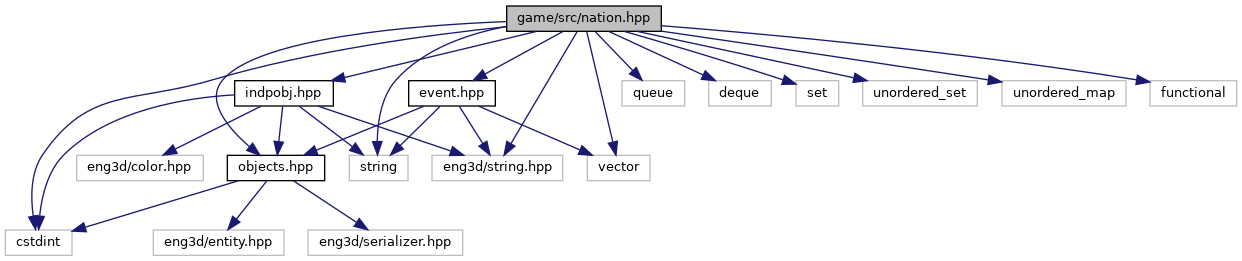 game/src/nation.hpp
indpobj.hpp
event.hpp
queue
deque
set
unordered_set
unordered_map
functional
eng3d/color.hpp
objects.hpp
string
eng3d/string.hpp
vector
cstdint
eng3d/entity.hpp
eng3d/serializer.hpp